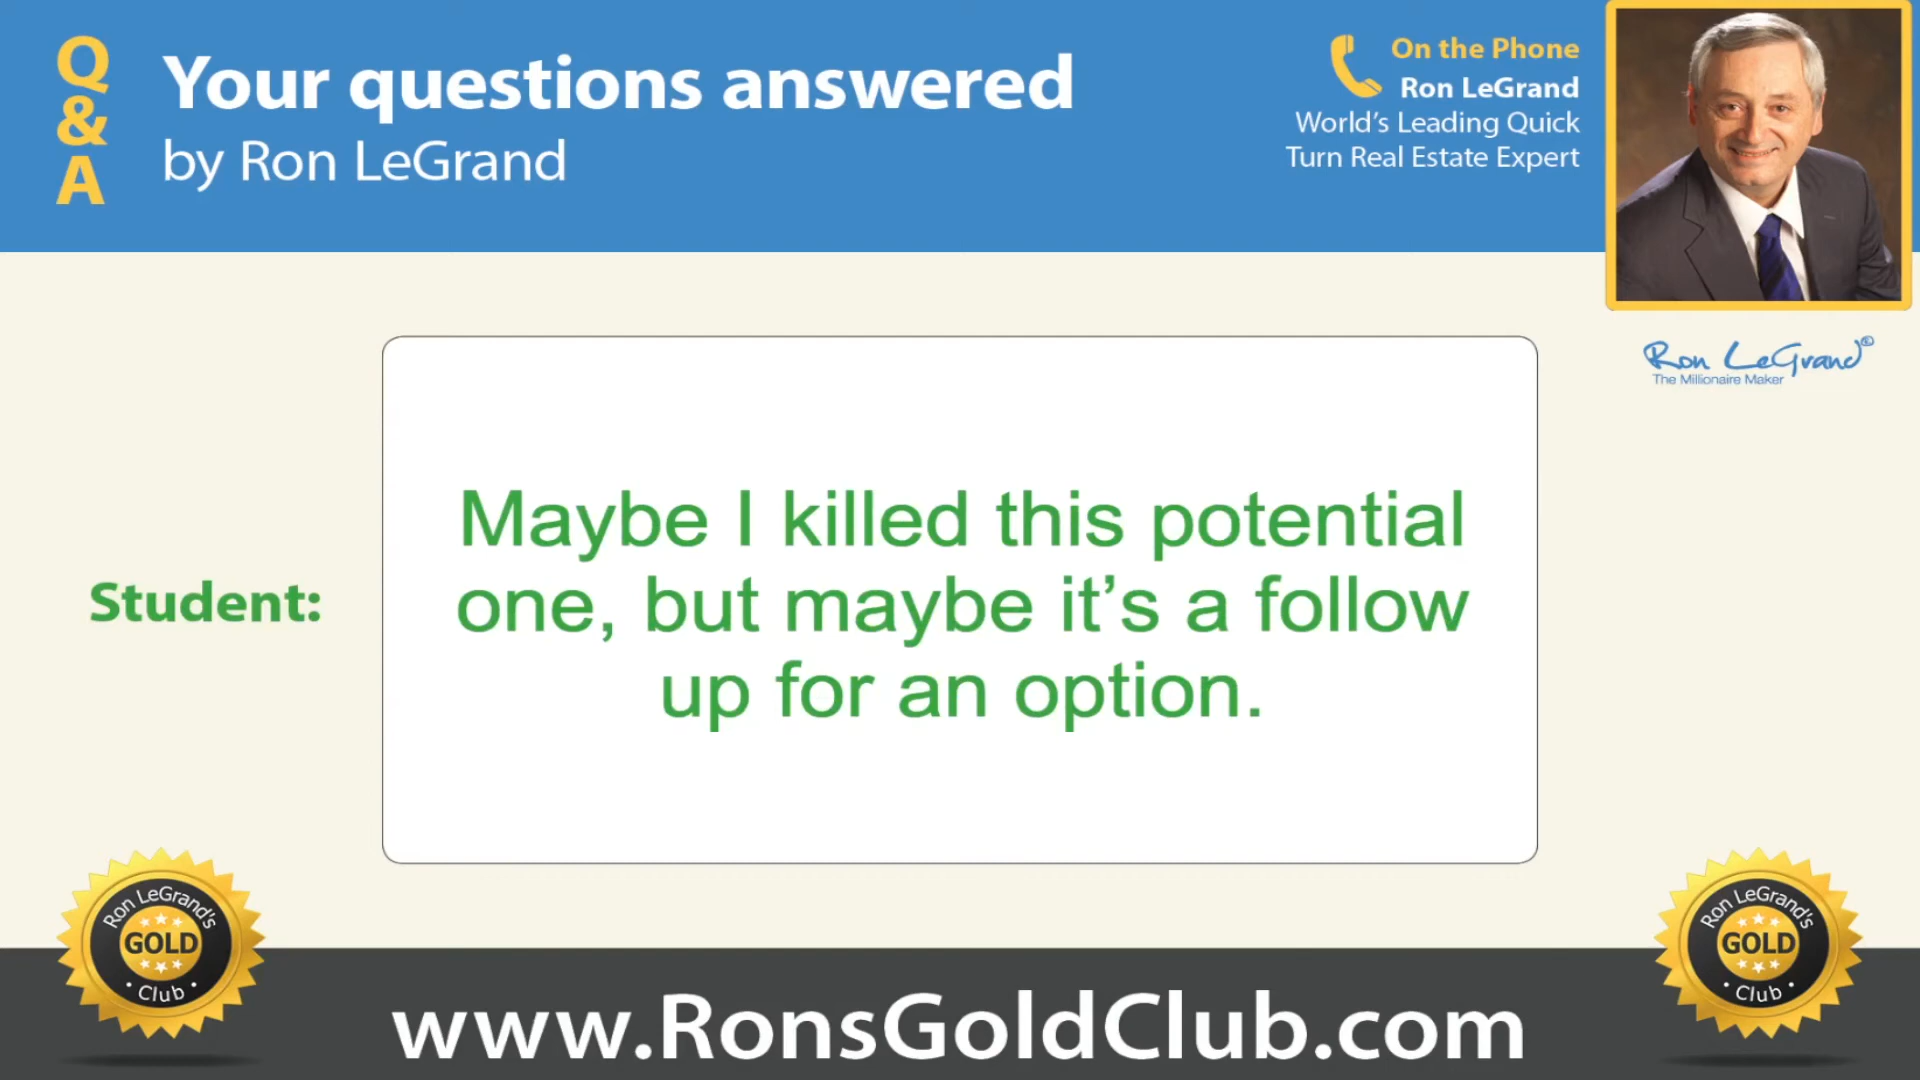 Q
&
A
Your questions answered
by Ron LeGrand
On the Phone
Ron LeGrand
World's Leading Quick
Turn Real Estate Expert
Ron LeGrand®
The Millionaire Maker
Student:
Maybe I killed this potential
one, but maybe it’s a follow
up for an option.
Ron LeGrand's
GOLD
Club
Ron LeGrand's
GOLD
Club
www.RonsGoldClub.com